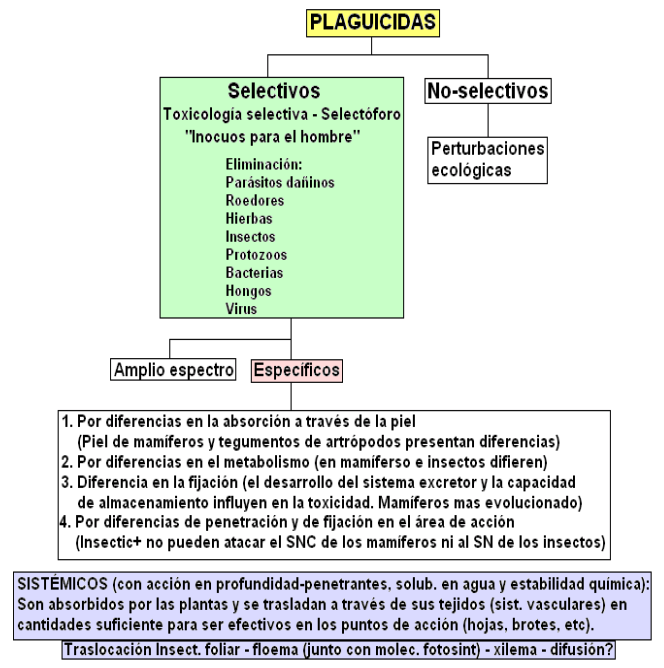 PLAGUICIDAS
Selectivos
Toxicología selectiva - Selectóforo
"Inocuos para el hombre"
Eliminación:
Parásitos dañinos
Roedores
Hierbas
Insectos
Protozoos
Bacterias
Hongos
Virus
No-selectivos
Perturbaciones
ecológicas
Amplio espectro
Específicos
1. Por diferencias en la absorción a través de la piel
(Piel de mamíferos y tegumentos de artrópodos presentan diferencias)
2. Por diferencias en el metabolismo (en mamíferso e insectos difieren)
3. Diferencia en la fijación (el desarrollo del sistema excretor y la capacidad
de almacenamiento influyen en la toxicidad. Mamíferos mas evolucionado)
4. Por diferencias de penetración y de fijación en el área de acción
(Insectic+ no pueden atacar el SNC de los mamíferos ni al SN de los insectos)
SISTÉMICOS (con acción en profundidad-penetrantes, solub. en agua y estabilidad química):
Son absorbidos por las plantas y se trasladan a través de sus tejidos (sist. vasculares) en
cantidades suficiente para ser efectivos en los puntos de acción (hojas, brotes, etc).
Traslocación Insect. foliar - floema (junto con molec. fotosint) - xilema - difusión?